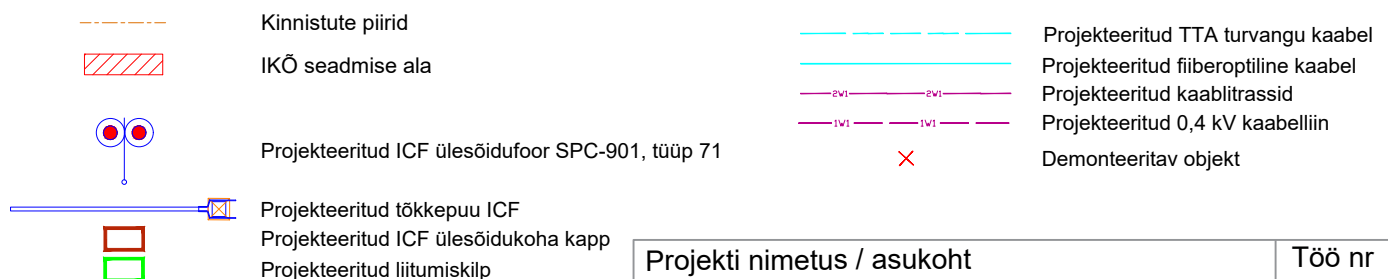 Kinnistute piirid
IKÕ seadmise ala
Projekteeritud ICF ülesõidufoor SPC-901, tüüp 71
Projekteeritud tõkkepuu ICF
Projekteeritud ICF ülesõidukoha kapp
Projekteeritud liitumiskilp
Projekteeritud TTA turvangu kaabel
Projekteeritud fiiberoptiline kaabel
2W1 2W1 Projekteeritud kaablitrassid
1W1 1W1 Projekteeritud 0,4 kV kaabelliin
Demonteeritav objekt
Projekti nimetus / asukoht
Töö nr